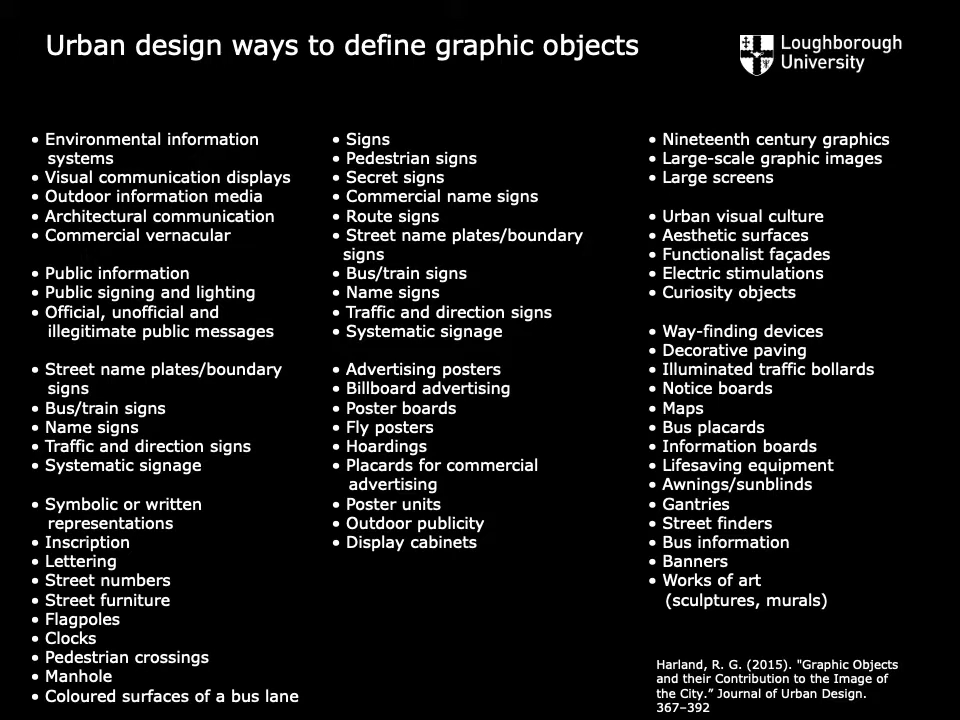 Urban design ways to define graphic objects
Loughborough
University
• Environmental information
systems
• Visual communication displays
• Outdoor information media
• Architectural communication
• Commercial vernacular
• Public information
• Public signing and lighting
• Official, unofficial and
illegitimate public messages
• Street name plates/boundary
signs
• Bus/train signs
• Name signs
• Traffic and direction signs
• Systematic signage
• Symbolic or written
representations
• Inscription
• Lettering
• Street numbers
• Street furniture
• Flagpoles
• Clocks
• Pedestrian crossings
• Manhole
• Coloured surfaces of a bus lane
• Signs
• Pedestrian signs
• Secret signs
• Commercial name signs
• Route signs
• Street name plates/boundary
signs
• Bus/train signs
• Name signs
• Traffic and direction signs
• Systematic signage
• Advertising posters
• Billboard advertising
• Poster boards
• Fly posters
• Hoardings
• Placards for commercial
advertising
• Poster units
• Outdoor publicity
• Display cabinets
• Nineteenth century graphics
• Large-scale graphic images
• Large screens
• Urban visual culture
• Aesthetic surfaces
• Functionalist façades
• Electric stimulations
• Curiosity objects
• Way-finding devices
• Decorative paving
• Illuminated traffic bollards
• Notice boards
• Maps
• Bus placards
• Information boards
• Lifesaving equipment
• Awnings/sunblinds
• Gantries
• Street finders
• Bus information
• Banners
• Works of art
(sculptures, murals)
Harland, R. G. (2015). "Graphic Objects
and their Contribution to the Image of
the City.” Journal of Urban Design.
367–392